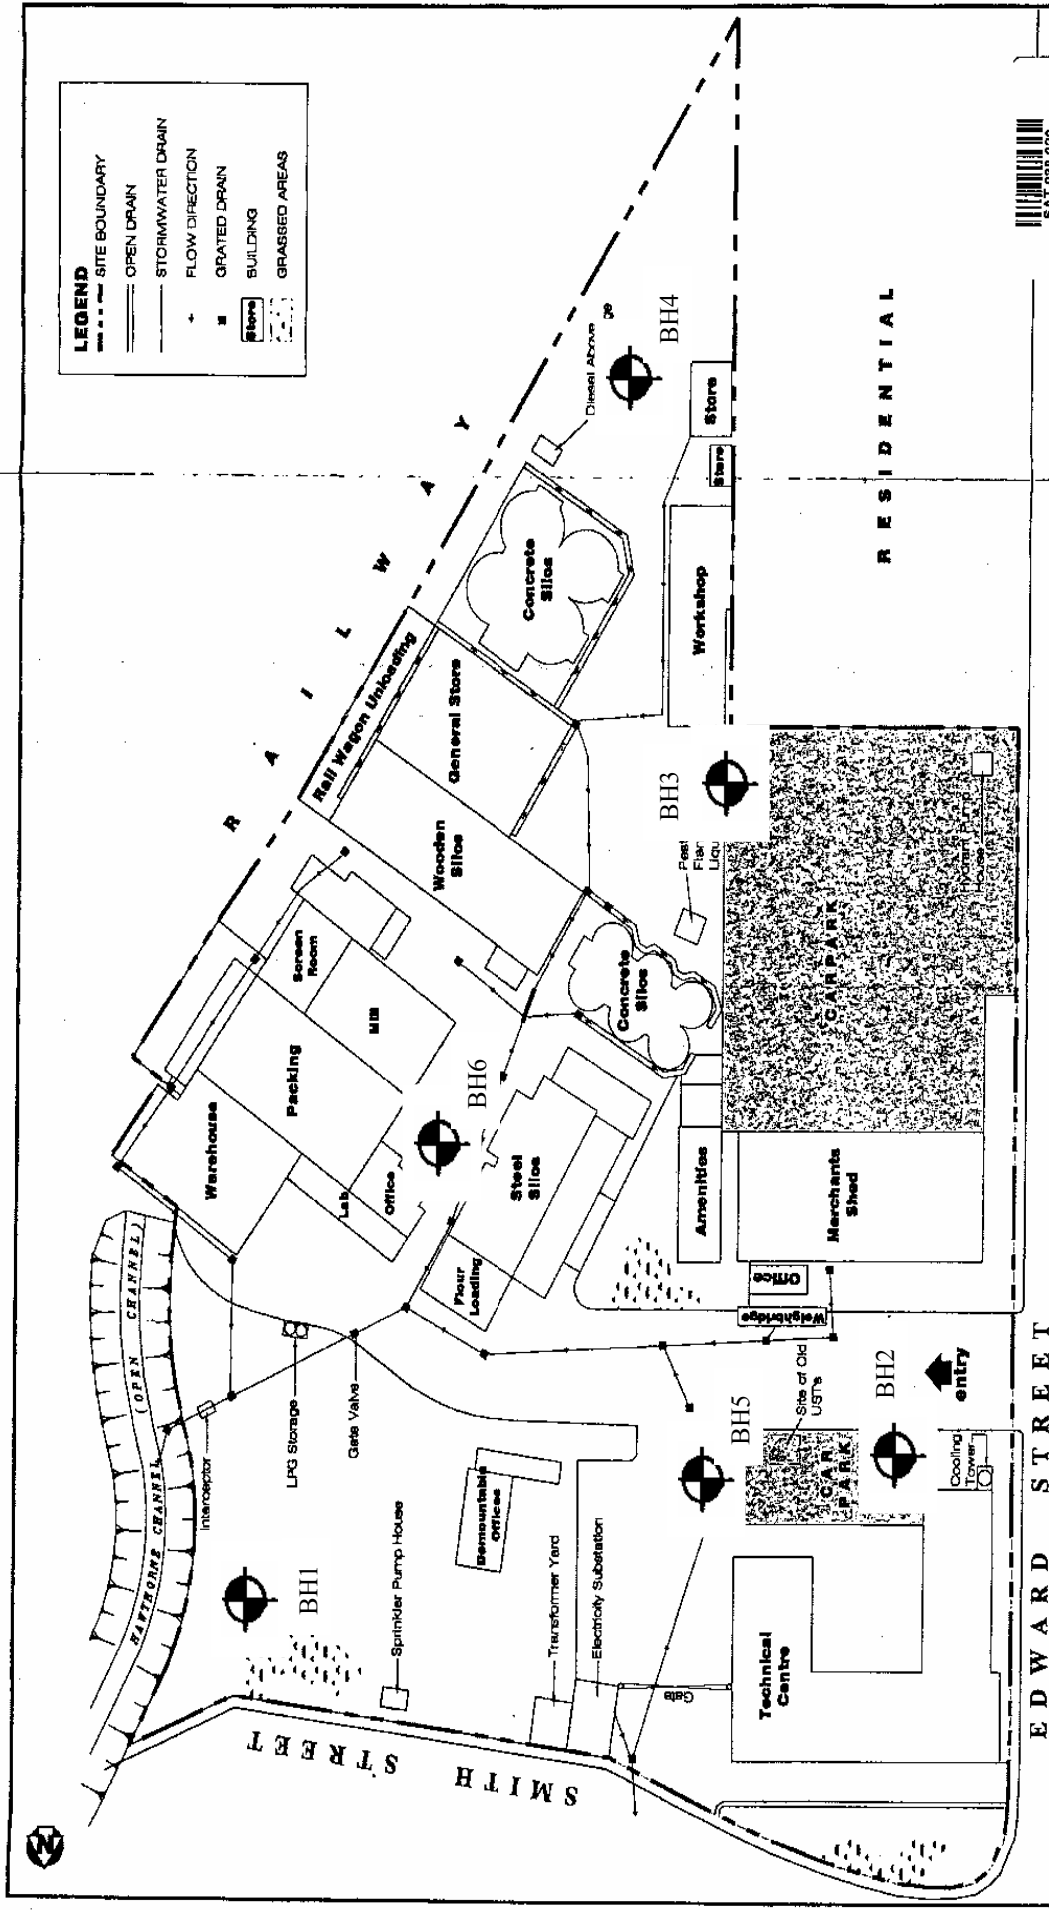 LEGEND
SITE BOUNDARY
OPEN DRAIN
STORMWATER DRAIN
FLOW DIRECTION
GRATED DRAIN
Store
BUILDING
GRASSED AREAS
N
HAWTHORNE CHANNEL
(OPEN CHANNEL)
R A I L W A Y
Rail Wagon Unloading
Diesel Above
ge
BH4
Concrete
Silos
General Store
Wooden
Silos
Screen
Room
Mill
Packing
Warehouse
Lab
Office
BH6
Steel
Silos
Flour
Loading
Concrete
Silos
BH3
Workshop
Store
Store
R E S I D E N T I A L
CARPARK
House
Amenities
Merchants
Shed
Office
Weighbridge
Interceptor
LPG Storage
Gate Valve
BH1
Sprinkler Pump House
Demountable
Offices
Transformer Yard
Electricity Substation
Gate
BH5
Site of Old
USTs
CAR
PARK
BH2
entry
Cooling
Tower
Technical
Centre
SMITH STREET
EDWARD STREET